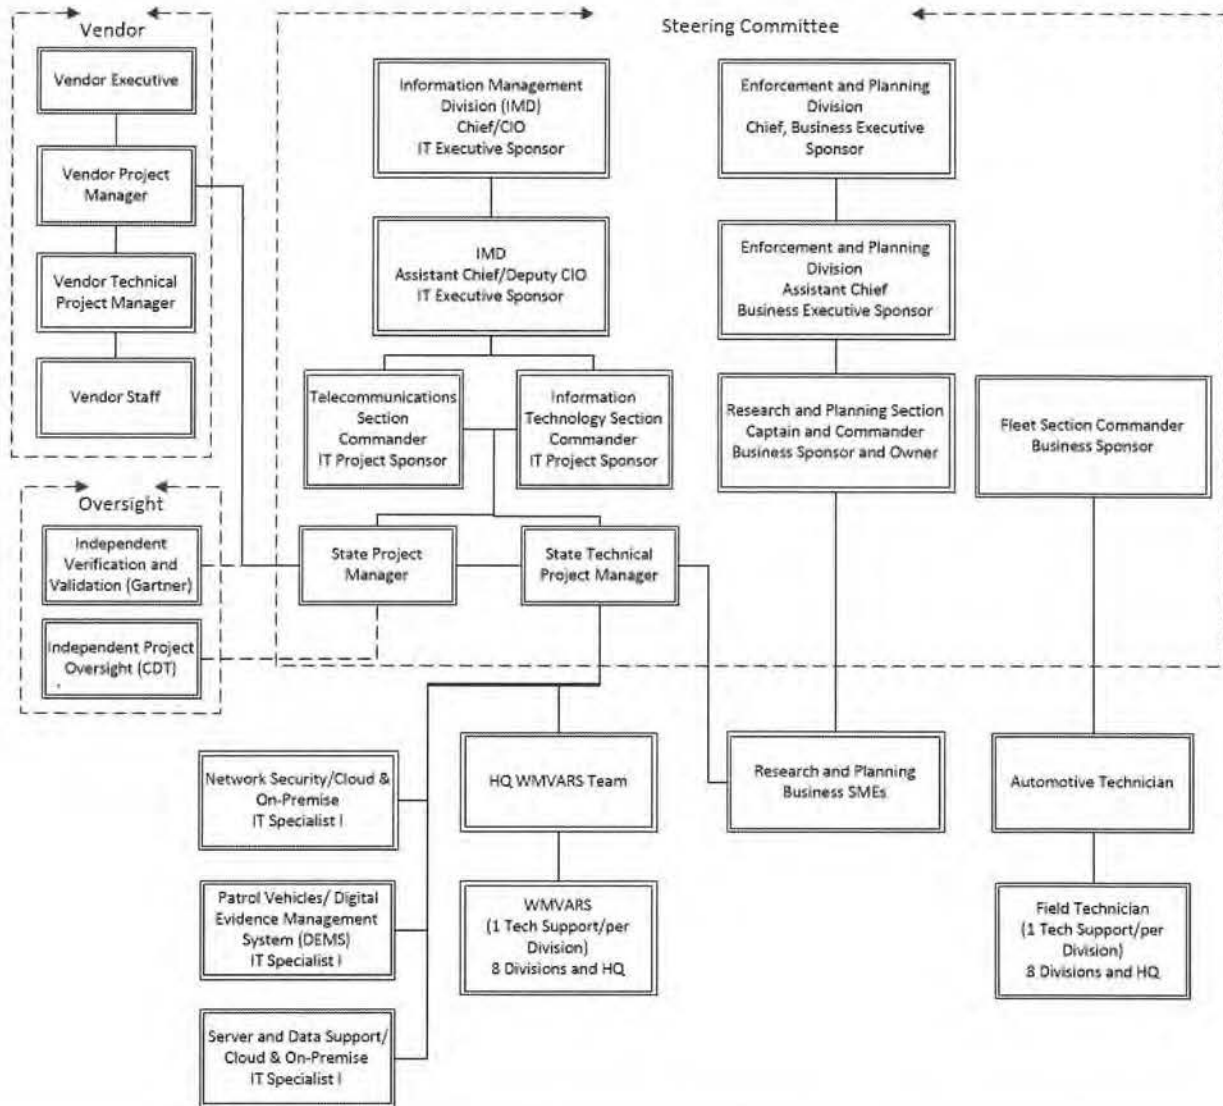 Vendor
Vendor Executive
Vendor Project
Manager
Vendor Technical
Project Manager
Vendor Staff
Oversight
Independent
Verification and
Validation (Gartner)
Independent Project
Oversight (CDT)
Steering Committee
Information Management
Division (IMD)
Chief/CIO
IT Executive Sponsor
IMD
Assistant Chief/Deputy CIO
IT Executive Sponsor
Telecommunications
Section
Commander
IT Project Sponsor
Information
Technology Section
Commander
IT Project Sponsor
State Project
Manager
State Technical
Project Manager
Enforcement and Planning
Division
Chief, Business Executive
Sponsor
Enforcement and Planning
Division
Assistant Chief
Business Executive Sponsor
Research and Planning Section
Captain and Commander
Business Sponsor and Owner
Fleet Section Commander
Business Sponsor
Network Security/Cloud &
On-Premise
IT Specialist I
Patrol Vehicles/ Digital
Evidence Management
System (DEMS)
IT Specialist I
Server and Data Support/
Cloud & On-Premise
IT Specialist I
HQ WMVARS Team
WMVARS
(1 Tech Support/per
Division)
8 Divisions and HQ
Research and Planning
Business SMEs
Automotive Technician
Field Technician
(1 Tech Support/per
Division)
8 Divisions and HQ